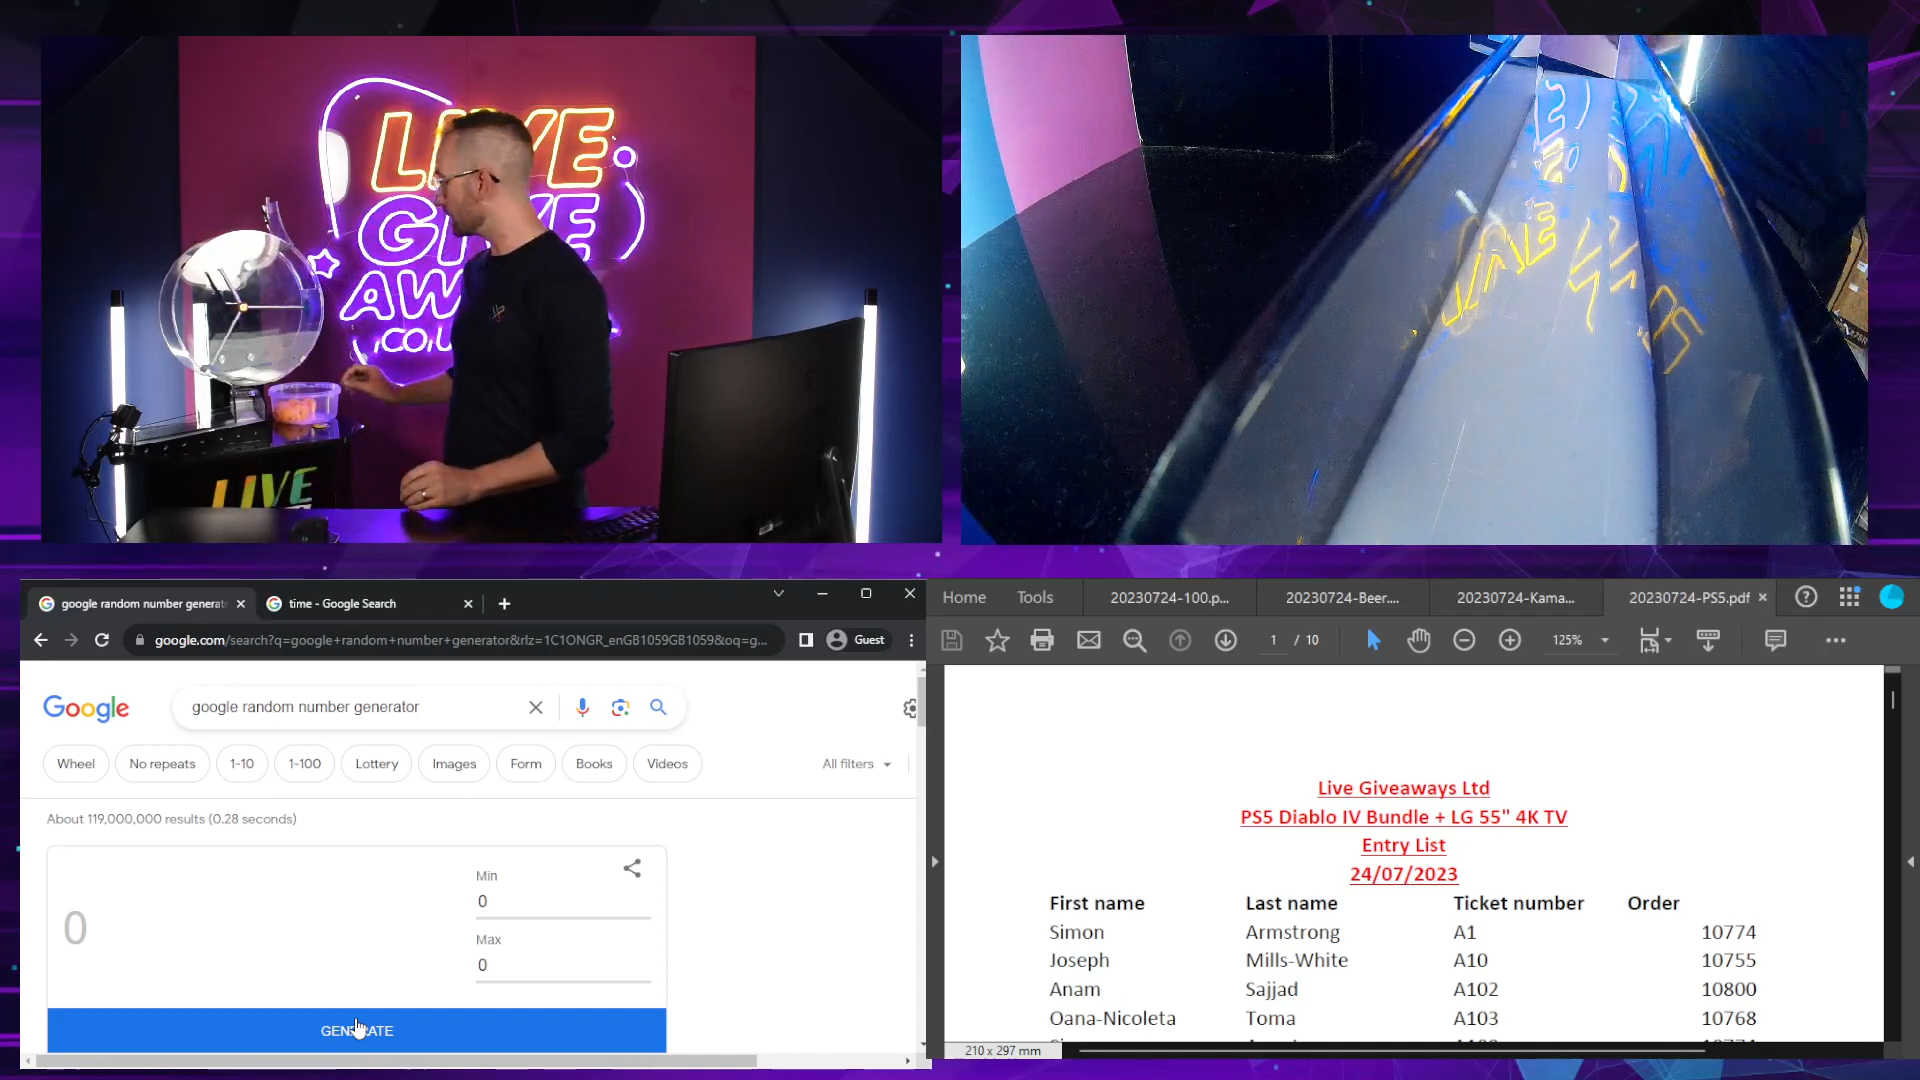 LIVE
GIVE
AW
.CO.U
LIVE
google random number generat
time - Google Search
google.com/search?q=google+random+number+generator&rlz=1C1ONGR_enGB1059GB1059&oq=g...
Guest
Google
google random number generator
Wheel
No repeats
1-10
1-100
Lottery
Images
Form
Books
Videos
All filters
About 119,000,000 results (0.28 seconds)
0
Min
0
Max
0
GENERATE
Home
Tools
20230724-100.p...
20230724-Beer....
20230724-Kama...
20230724-PS5.pdf
1 / 10
125%
Live Giveaways Ltd
PS5 Diablo IV Bundle + LG 55" 4K TV
Entry List
24/07/2023
First name Last name Ticket number Order
Simon Armstrong A1 10774
Joseph Mills-White A10 10755
Anam Sajjad A102 10800
Oana-Nicoleta Toma A103 10768
210 x 297 mm